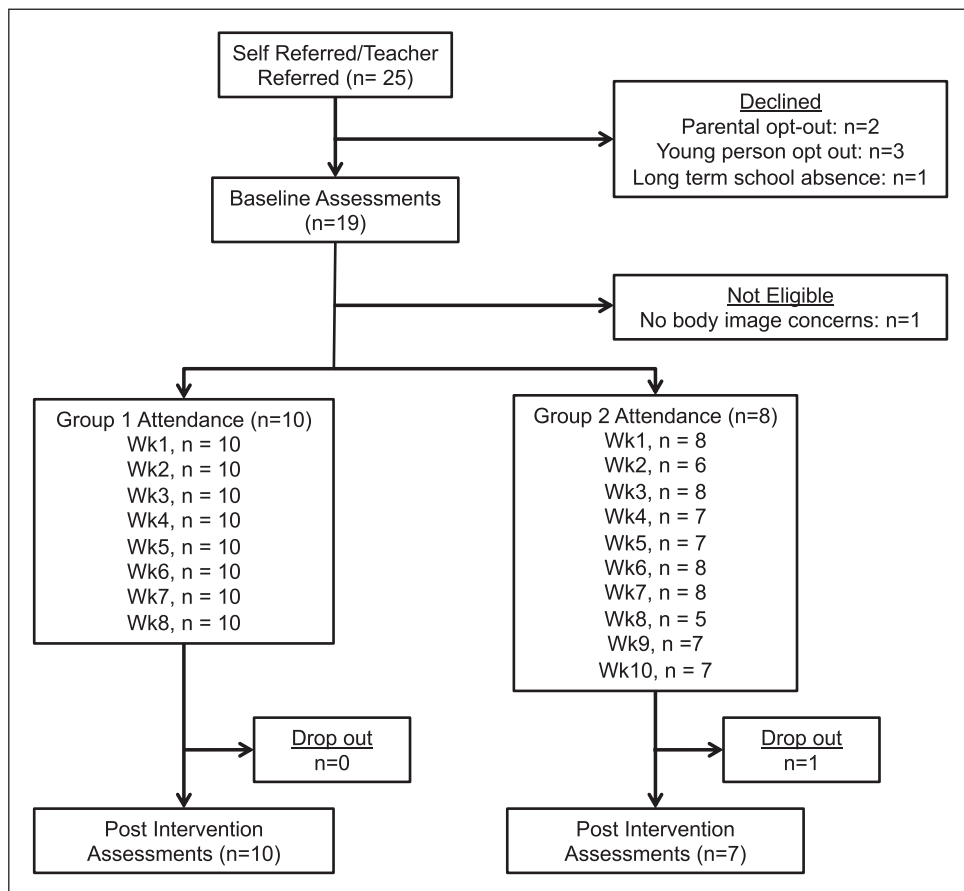 Self Referred/Teacher
Referred (n= 25)
Declined
Parental opt-out: n=2
Young person opt out: n=3
Long term school absence: n=1
Baseline Assessments
(n=19)
Not Eligible
No body image concerns: n=1
Group 1 Attendance (n=10)
Wk1, n = 10
Wk2, n = 10
Wk3, n = 10
Wk4, n = 10
Wk5, n = 10
Wk6, n = 10
Wk7, n = 10
Wk8, n = 10
Group 2 Attendance (n=8)
Wk1, n = 8
Wk2, n = 6
Wk3, n = 8
Wk4, n = 7
Wk5, n = 7
Wk6, n = 8
Wk7, n = 8
Wk8, n = 5
Wk9, n =7
Wk10, n = 7
Drop out
n=0
Drop out
n=1
Post Intervention
Assessments (n=10)
Post Intervention
Assessments (n=7)